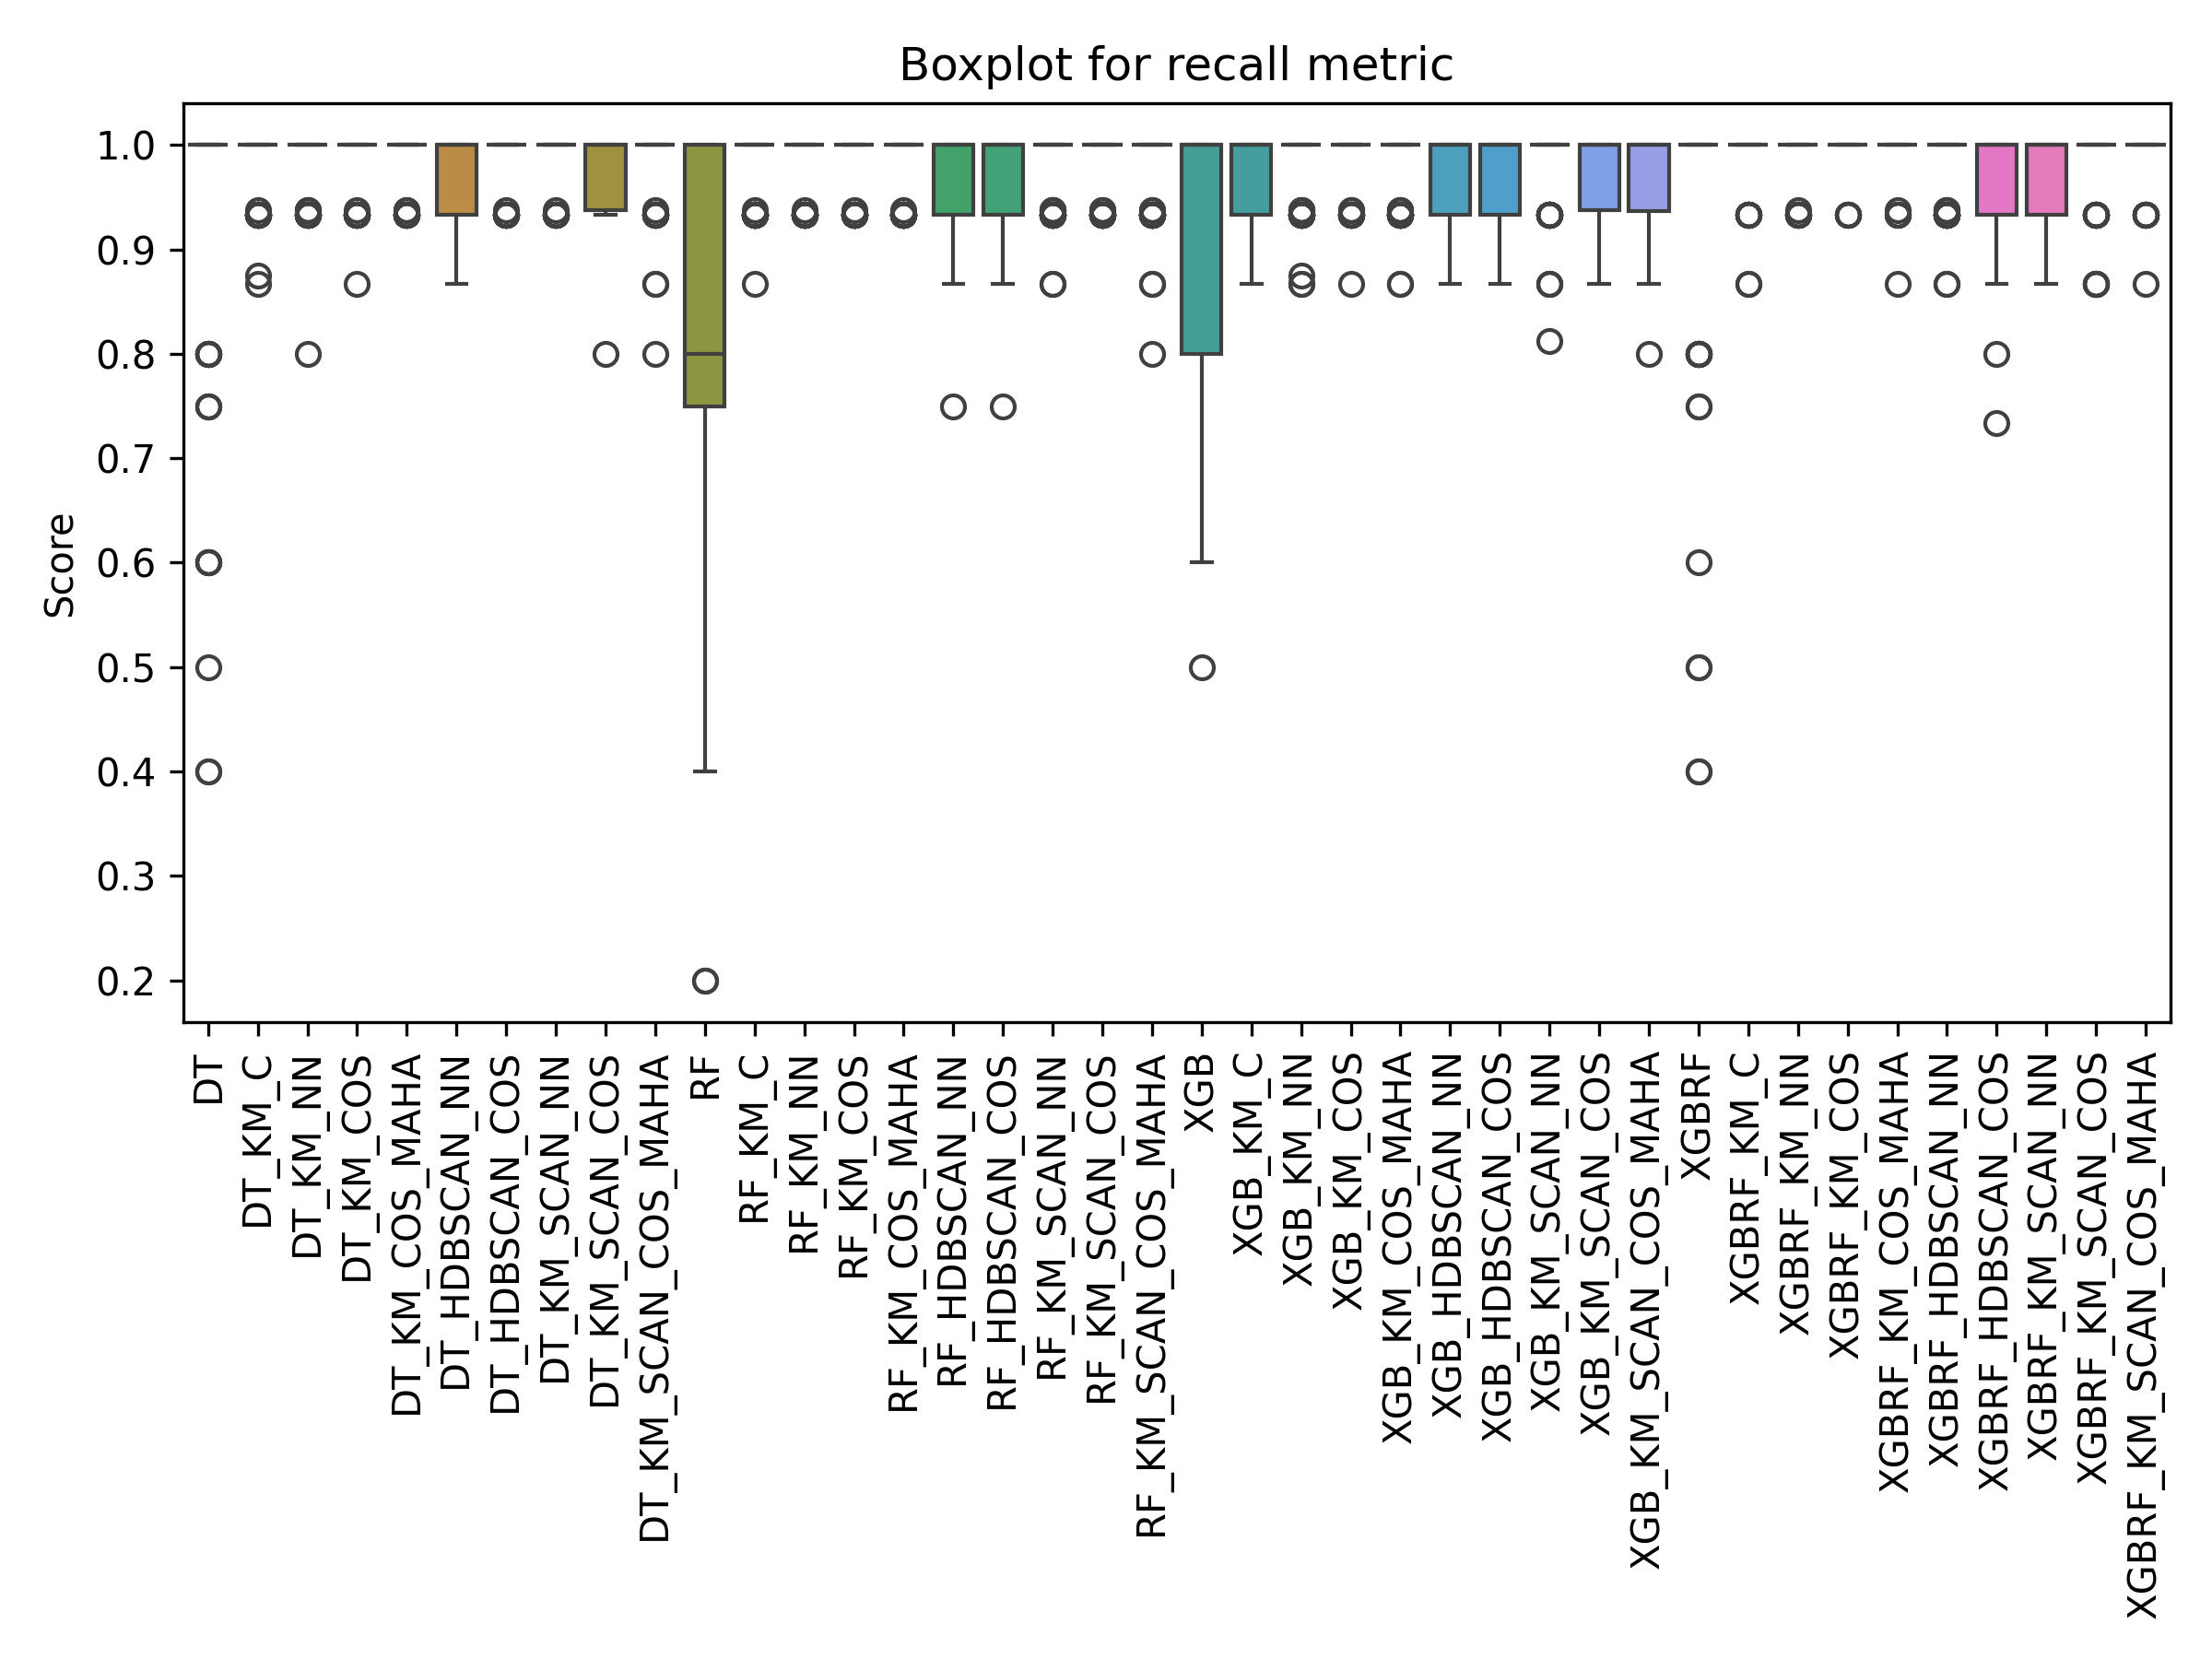 Boxplot for recall metric
Score
1.0
0.9
0.8
0.7
0.6
0.5
0.4
0.3
0.2
DT
DT_KM_C
DT_KM_NN
DT_KM_COS
DT_KM_COS_MAHA
DT_HDBSCAN_NN
DT_HDBSCAN_COS
DT_KM_SCAN_NN
DT_KM_SCAN_COS
DT_KM_SCAN_COS_MAHA
RF
RF_KM_C
RF_KM_NN
RF_KM_COS
RF_KM_COS_MAHA
RF_HDBSCAN_NN
RF_HDBSCAN_COS
RF_KM_SCAN_NN
RF_KM_SCAN_COS
RF_KM_SCAN_COS_MAHA
XGB
XGB_KM_C
XGB_KM_NN
XGB_KM_COS
XGB_KM_COS_MAHA
XGB_HDBSCAN_NN
XGB_HDBSCAN_COS
XGB_KM_SCAN_NN
XGB_KM_SCAN_COS
XGB_KM_SCAN_COS_MAHA
XGBRF
XGBRF_KM_C
XGBRF_KM_NN
XGBRF_KM_COS
XGBRF_KM_COS_MAHA
XGBRF_HDBSCAN_NN
XGBRF_HDBSCAN_COS
XGBRF_KM_SCAN_NN
XGBRF_KM_SCAN_COS
XGBRF_KM_SCAN_COS_MAHA